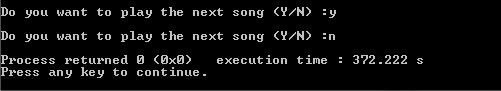 Do you want to play the next song (Y/N) :y
Do you want to play the next song (Y/N) :n
Process returned 0 (0x0)   execution time : 372.222 s
Press any key to continue.